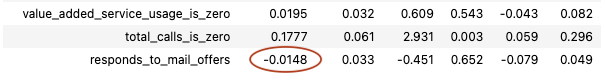 value_added_service_usage_is_zero 0.0195 0.032 0.609 0.543 -0.043 0.082
total_calls_is_zero 0.1777 0.061 2.931 0.003 0.059 0.296
responds_to_mail_offers -0.0148 0.033 -0.451 0.652 -0.079 0.049